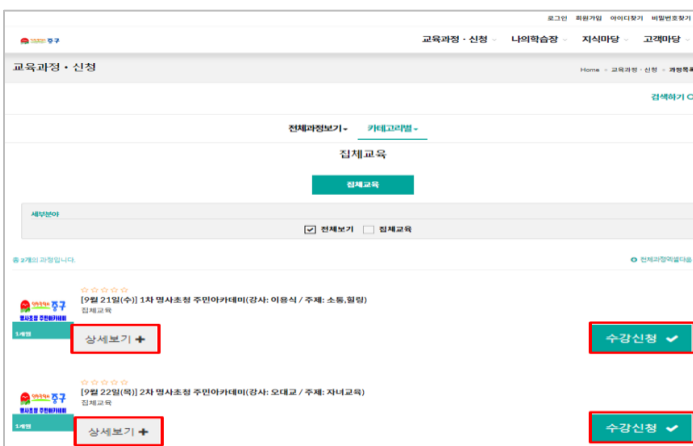 로그인 회원가입 아이디찾기 비밀번호찾기
중구 교육과정 · 신청 나의학습장 지식마당 고객마당
교육과정 · 신청 Home 교육과정 · 신청 과정목록
검색하기
전체과정보기 카테고리별
집체교육
집체교육
세부분야
전체보기 집체교육
총 2개의 과정입니다.
[9월 21일(수)] 1차 명사초청 주민아카데미(강사: 이용식 / 주제: 소통,힐링)
집체교육
중구
명사초청 주민아카데미
상세보기 + 수강신청
[9월 22일(목)] 2차 명사초청 주민아카데미(강사: 오대교 / 주제: 자녀교육)
집체교육
중구
명사초청 주민아카데미
상세보기 + 수강신청